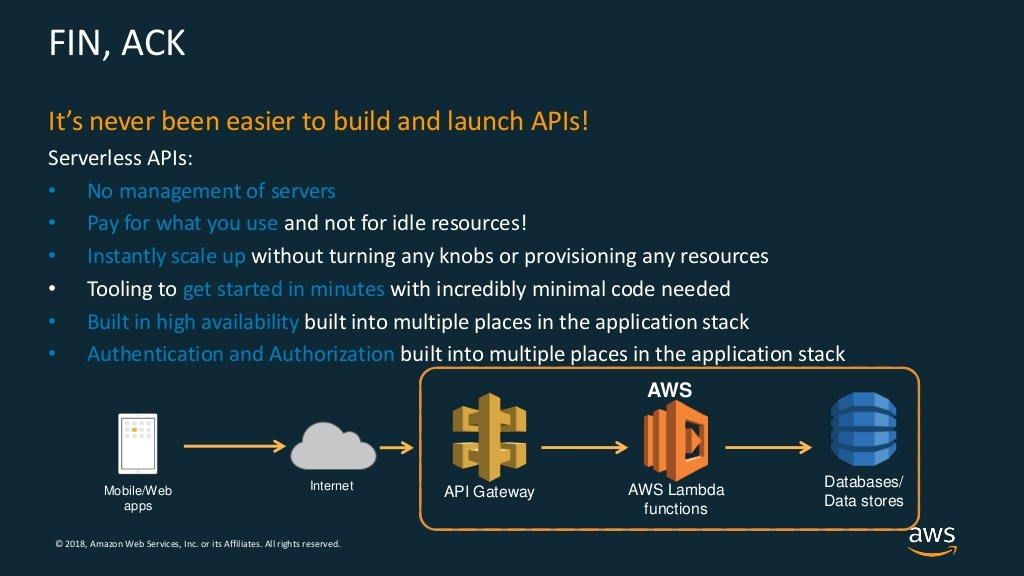 FIN, ACK
It's never been easier to build and launch APIs!
Serverless APIs:
• No management of servers
• Pay for what you use and not for idle resources!
• Instantly scale up without turning any knobs or provisioning any resources
• Tooling to get started in minutes with incredibly minimal code needed
• Built in high availability built into multiple places in the application stack
• Authentication and Authorization built into multiple places in the application stack
AWS
Mobile/Web
apps
Internet
API Gateway
AWS Lambda
functions
Databases/
Data stores
© 2018, Amazon Web Services, Inc. or its Affiliates. All rights reserved.
aws